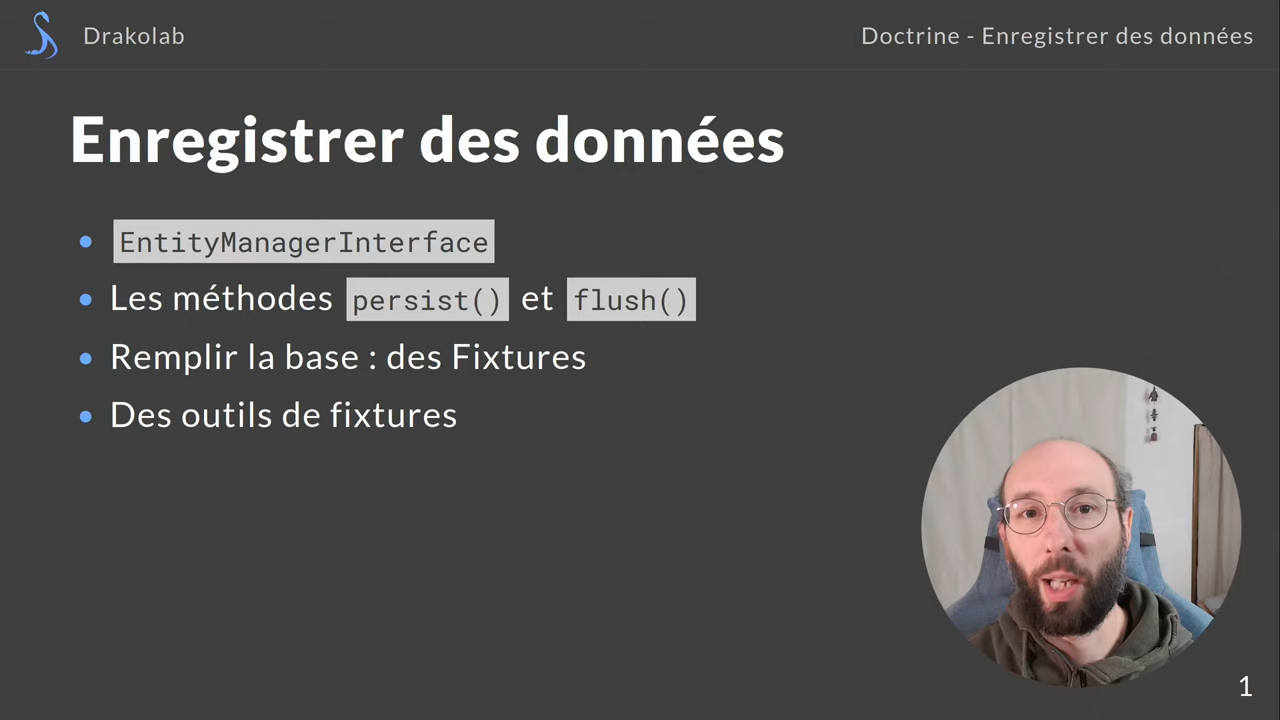 Drakolab
Doctrine - Enregistrer des données
Enregistrer des données
EntityManagerInterface
Les méthodes persist() et flush()
Remplir la base : des Fixtures
Des outils de fixtures
1